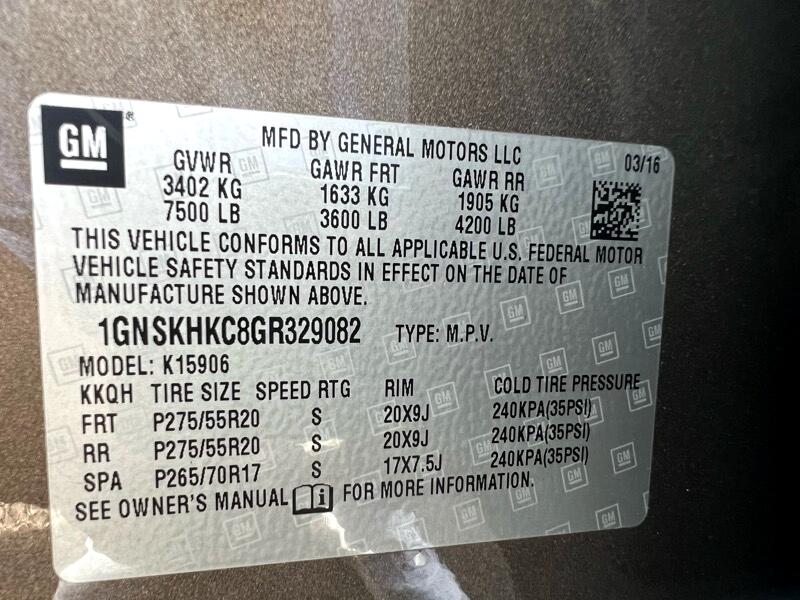 GM
MFD BY GENERAL MOTORS LLC
03/16
GVWR GAWR FRT GAWR RR
3402 KG 1633 KG 1905 KG
7500 LB 3600 LB 4200 LB
THIS VEHICLE CONFORMS TO ALL APPLICABLE U.S. FEDERAL MOTOR
VEHICLE SAFETY STANDARDS IN EFFECT ON THE DATE OF
MANUFACTURE SHOWN ABOVE.
1GNSKHKC8GR329082 TYPE: M.P.V.
MODEL: K15906
KKQH TIRE SIZE SPEED RTG RIM COLD TIRE PRESSURE
FRT P275/55R20 S 20X9J 240KPA(35PSI)
RR P275/55R20 S 20X9J 240KPA(35PSI)
SPA P265/70R17 S 17X7.5J 240KPA(35PSI)
SEE OWNER'S MANUAL FOR MORE INFORMATION.